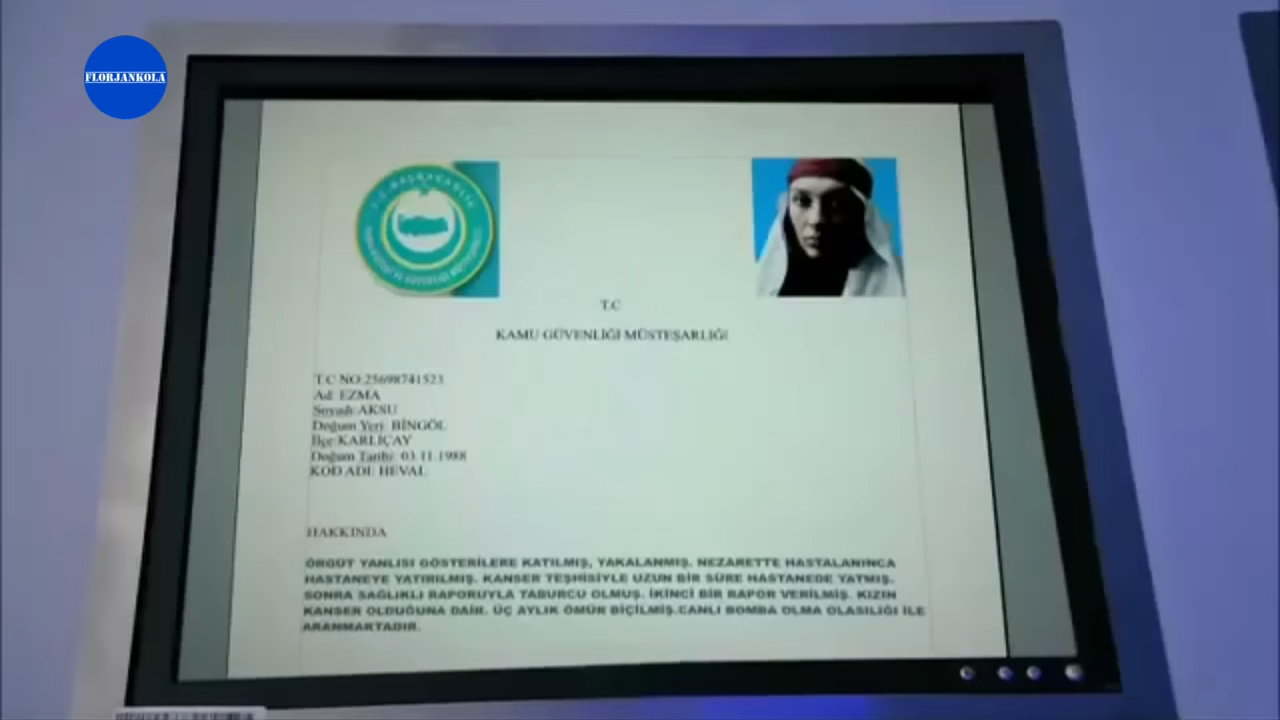 FLORJANKOLA
T.C. BAŞBAKANLIK
T.C
KAMU GÜVENLİĞİ MÜSTEŞARLIĞI
T.C NO:25698741523
Ad: EZMA
Soyadı: AKSU
Doğum Yeri: BİNGÖL
İlçe:KARLIÇAY
Doğum Tarihi: 03.11.1988
KOD ADI: HEVAL
HAKKINDA
ÖRGÜT YANLISI GÖSTERİLERE KATILMIŞ, YAKALANMIŞ. NEZARETTE HASTALANINCA
HASTANEYE YATIRILMIŞ. KANSER TEŞHİSİYLE UZUN BİR SÜRE HASTANEDE YATMIŞ.
SONRA SAĞLIKLI RAPORUYLA TABURCU OLMUŞ. İKİNCİ BİR RAPOR VERİLMİŞ. KIZIN
KANSER OLDUĞUNA DAİR. ÜÇ AYLIK ÖMÜR BİÇİLMİŞ.CANLI BOMBA OLMA OLASILIĞI İLE
ARANMAKTADIR.